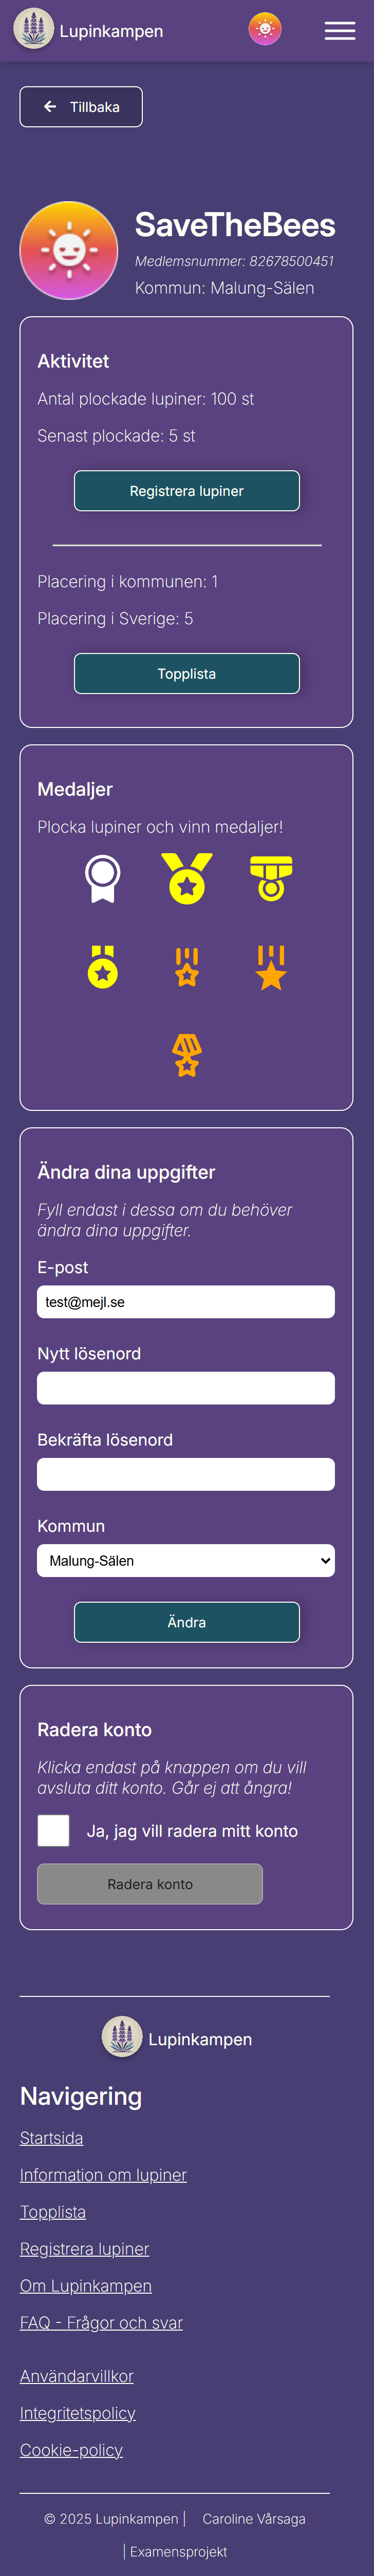 Lupinkampen
Tillbaka
SaveTheBees
Medlemsnummer: 82678500451
Kommun: Malung-Sälen
Aktivitet
Antal plockade lupiner: 100 st
Senast plockade: 5 st
Registrera lupiner
Placering i kommunen: 1
Placering i Sverige: 5
Topplista
Medaljer
Plocka lupiner och vinn medaljer!
Ändra dina uppgifter
Fyll endast i dessa om du behöver
ändra dina uppgifter.
E-post
test@mejl.se
Nytt lösenord
Bekräfta lösenord
Kommun
Malung-Sälen
Ändra
Radera konto
Klicka endast på knappen om du vill
avsluta ditt konto. Går ej att ångra!
Ja, jag vill radera mitt konto
Radera konto
Lupinkampen
Navigering
Startsida
Information om lupiner
Topplista
Registrera lupiner
Om Lupinkampen
FAQ - Frågor och svar
Användarvillkor
Integritetspolicy
Cookie-policy
© 2025 Lupinkampen | Caroline Vårsaga
| Examensprojekt